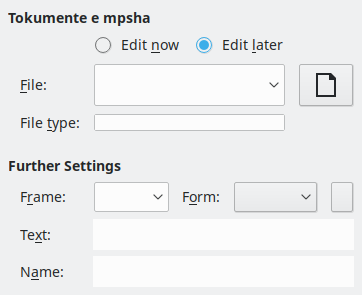 Tokumente e mpsha
Edit now Edit later
File:
File type:
Further Settings
Frame: Form:
Text:
Name: